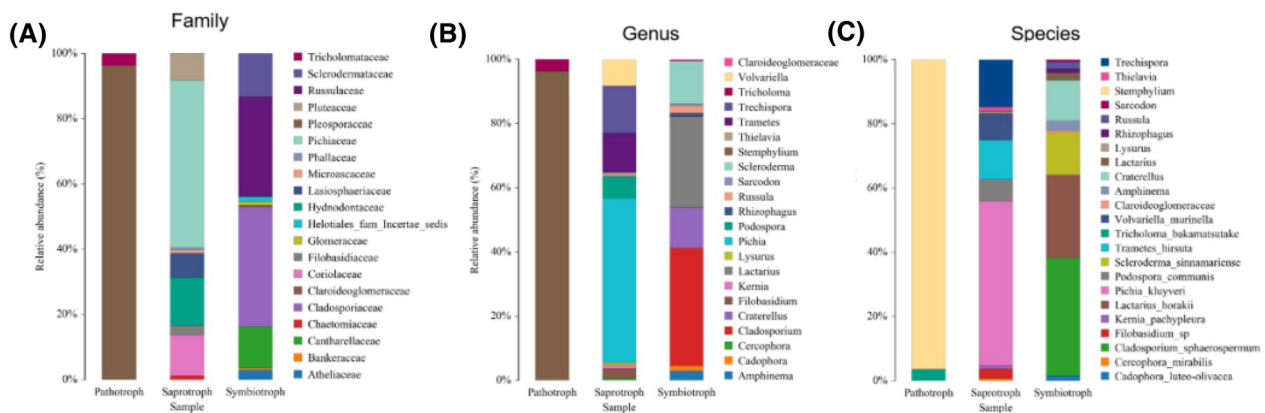 (A)
Family
100%
80%
60%
40%
20%
0%
Relative abundance (%)
Pathotroph
Saprotroph
Symbiotroph
Sample
Tricholomataceae
Sclerodermataceae
Russulaceae
Pluteaceae
Pleosporaceae
Pichiaceae
Phallaceae
Microascaceae
Lasiosphaeriaceae
Hydnodontaceae
Helotiales_fam_Incertae_sedis
Glomeraceae
Filobasidiaceae
Coriolaceae
Claroideoglomeraceae
Cladosporiaceae
Chaetomiaceae
Cantharellaceae
Bankeraceae
Atheliaceae
(B)
Genus
100%
80%
60%
40%
20%
0%
Relative abundance (%)
Pathotroph
Saprotroph
Symbiotroph
Sample
Claroideoglomeraceae
Volvariella
Tricholoma
Trechispora
Trametes
Thielavia
Stemphylium
Scleroderma
Sarcodon
Russula
Rhizophagus
Podospora
Pichia
Lysurus
Lactarius
Kernia
Filobasidium
Craterellus
Cladosporium
Cercophora
Cadophora
Amphinema
(C)
Species
100%
80%
60%
40%
20%
0%
Relative abundance (%)
Pathotroph
Saprotroph
Symbiotroph
Sample
Trechispora
Thielavia
Stemphylium
Sarcodon
Russula
Rhizophagus
Lysurus
Lactarius
Craterellus
Amphinema
Claroideoglomeraceae
Volvariella_murinella
Tricholoma_bakamatsutake
Trametes_hirsuta
Scleroderma_sinnamariense
Podospora_communis
Pichia_kluyveri
Lactarius_horakii
Kernia_pachypleura
Filobasidium_sp
Cladosporium_sphaerospermum
Cercophora_mirabilis
Cadophora_luteo-olivacea